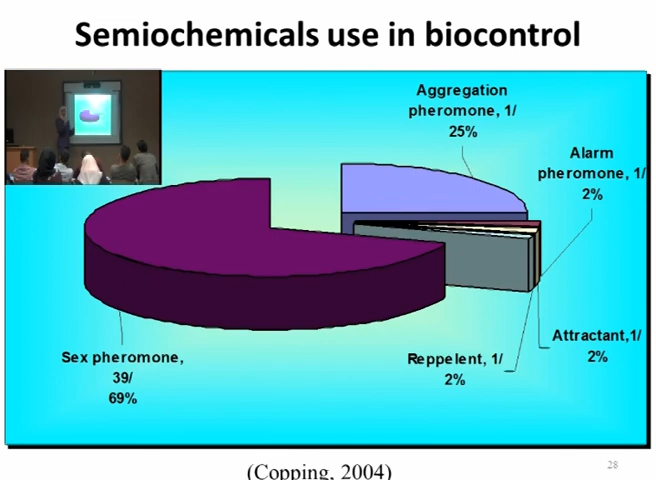 Semiochemicals use in biocontrol
Aggregation
pheromone, 1/
25%
Alarm
pheromone, 1/
2%
Sex pheromone,
39/
69%
Reppelent, 1/
2%
Attractant,1/
2%
28
(Copping, 2004)